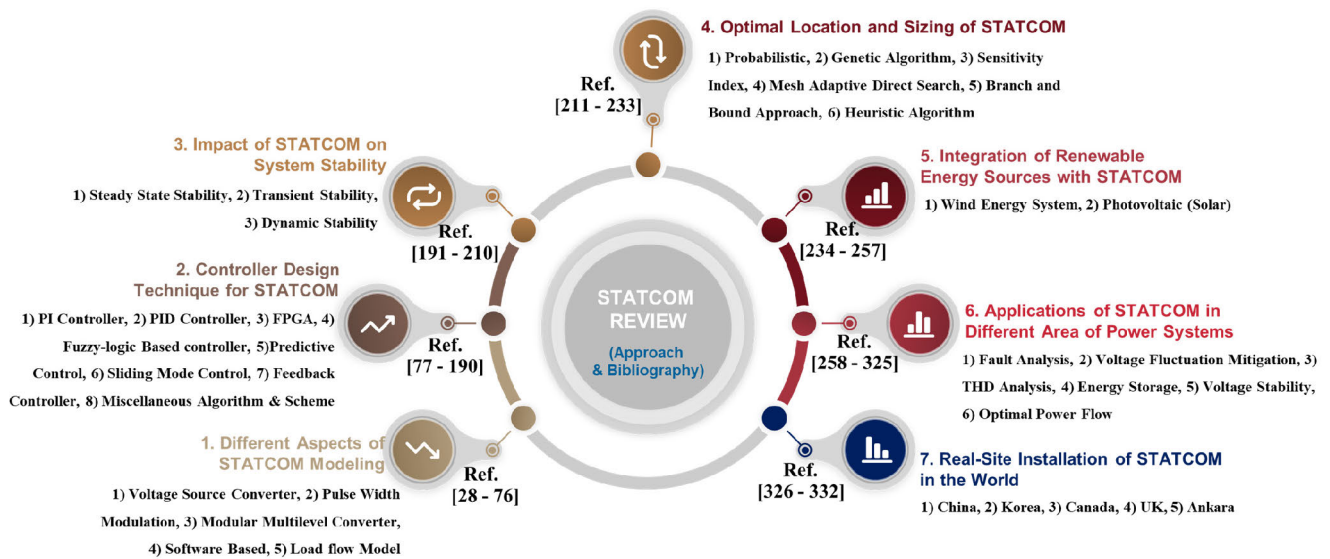 4. Optimal Location and Sizing of STATCOM
1) Probabilistic, 2) Genetic Algorithm, 3) Sensitivity
Index, 4) Mesh Adaptive Direct Search, 5) Branch and
Bound Approach, 6) Heuristic Algorithm
Ref.
[211 - 233]
3. Impact of STATCOM on
System Stability
1) Steady State Stability, 2) Transient Stability,
3) Dynamic Stability
Ref.
[191 - 210]
5. Integration of Renewable
Energy Sources with STATCOM
1) Wind Energy System, 2) Photovoltaic (Solar)
Ref.
[234 - 257]
2. Controller Design
Technique for STATCOM
1) PI Controller, 2) PID Controller, 3) FPGA, 4)
Fuzzy-logic Based controller, 5)Predictive
Control, 6) Sliding Mode Control, 7) Feedback
Controller, 8) Miscellaneous Algorithm & Scheme
Ref.
[77 - 190]
STATCOM
REVIEW
(Approach
& Bibliography)
6. Applications of STATCOM in
Different Area of Power Systems
1) Fault Analysis, 2) Voltage Fluctuation Mitigation, 3)
THD Analysis, 4) Energy Storage, 5) Voltage Stability,
6) Optimal Power Flow
Ref.
[258 - 325]
1. Different Aspects of
STATCOM Modeling
1) Voltage Source Converter, 2) Pulse Width
Modulation, 3) Modular Multilevel Converter,
4) Software Based, 5) Load flow Model
Ref.
[28 - 76]
7. Real-Site Installation of STATCOM
in the World
1) China, 2) Korea, 3) Canada, 4) UK, 5) Ankara
Ref.
[326 - 332]